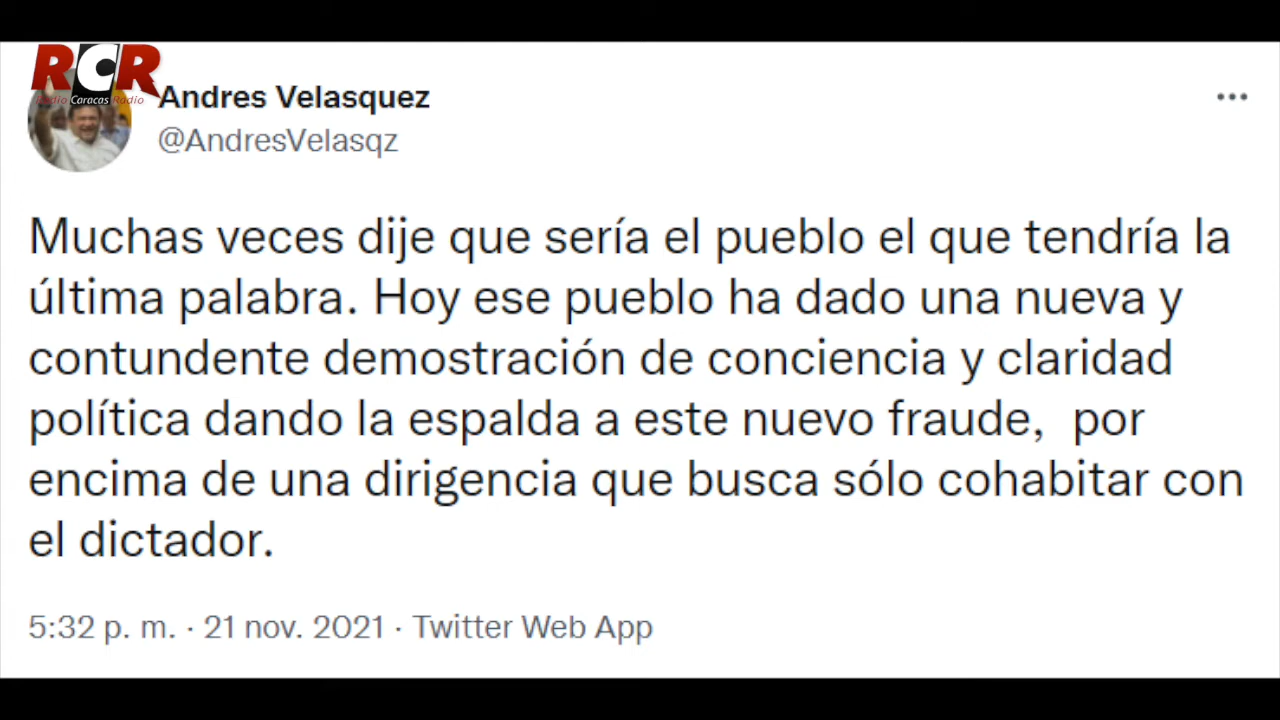 RCR
Radio Caracas Radio
Andres Velasquez
@AndresVelasqz
Muchas veces dije que sería el pueblo el que tendría la
última palabra. Hoy ese pueblo ha dado una nueva y
contundente demostración de conciencia y claridad
política dando la espalda a este nuevo fraude,  por
encima de una dirigencia que busca sólo cohabitar con
el dictador.
5:32 p. m. · 21 nov. 2021 · Twitter Web App